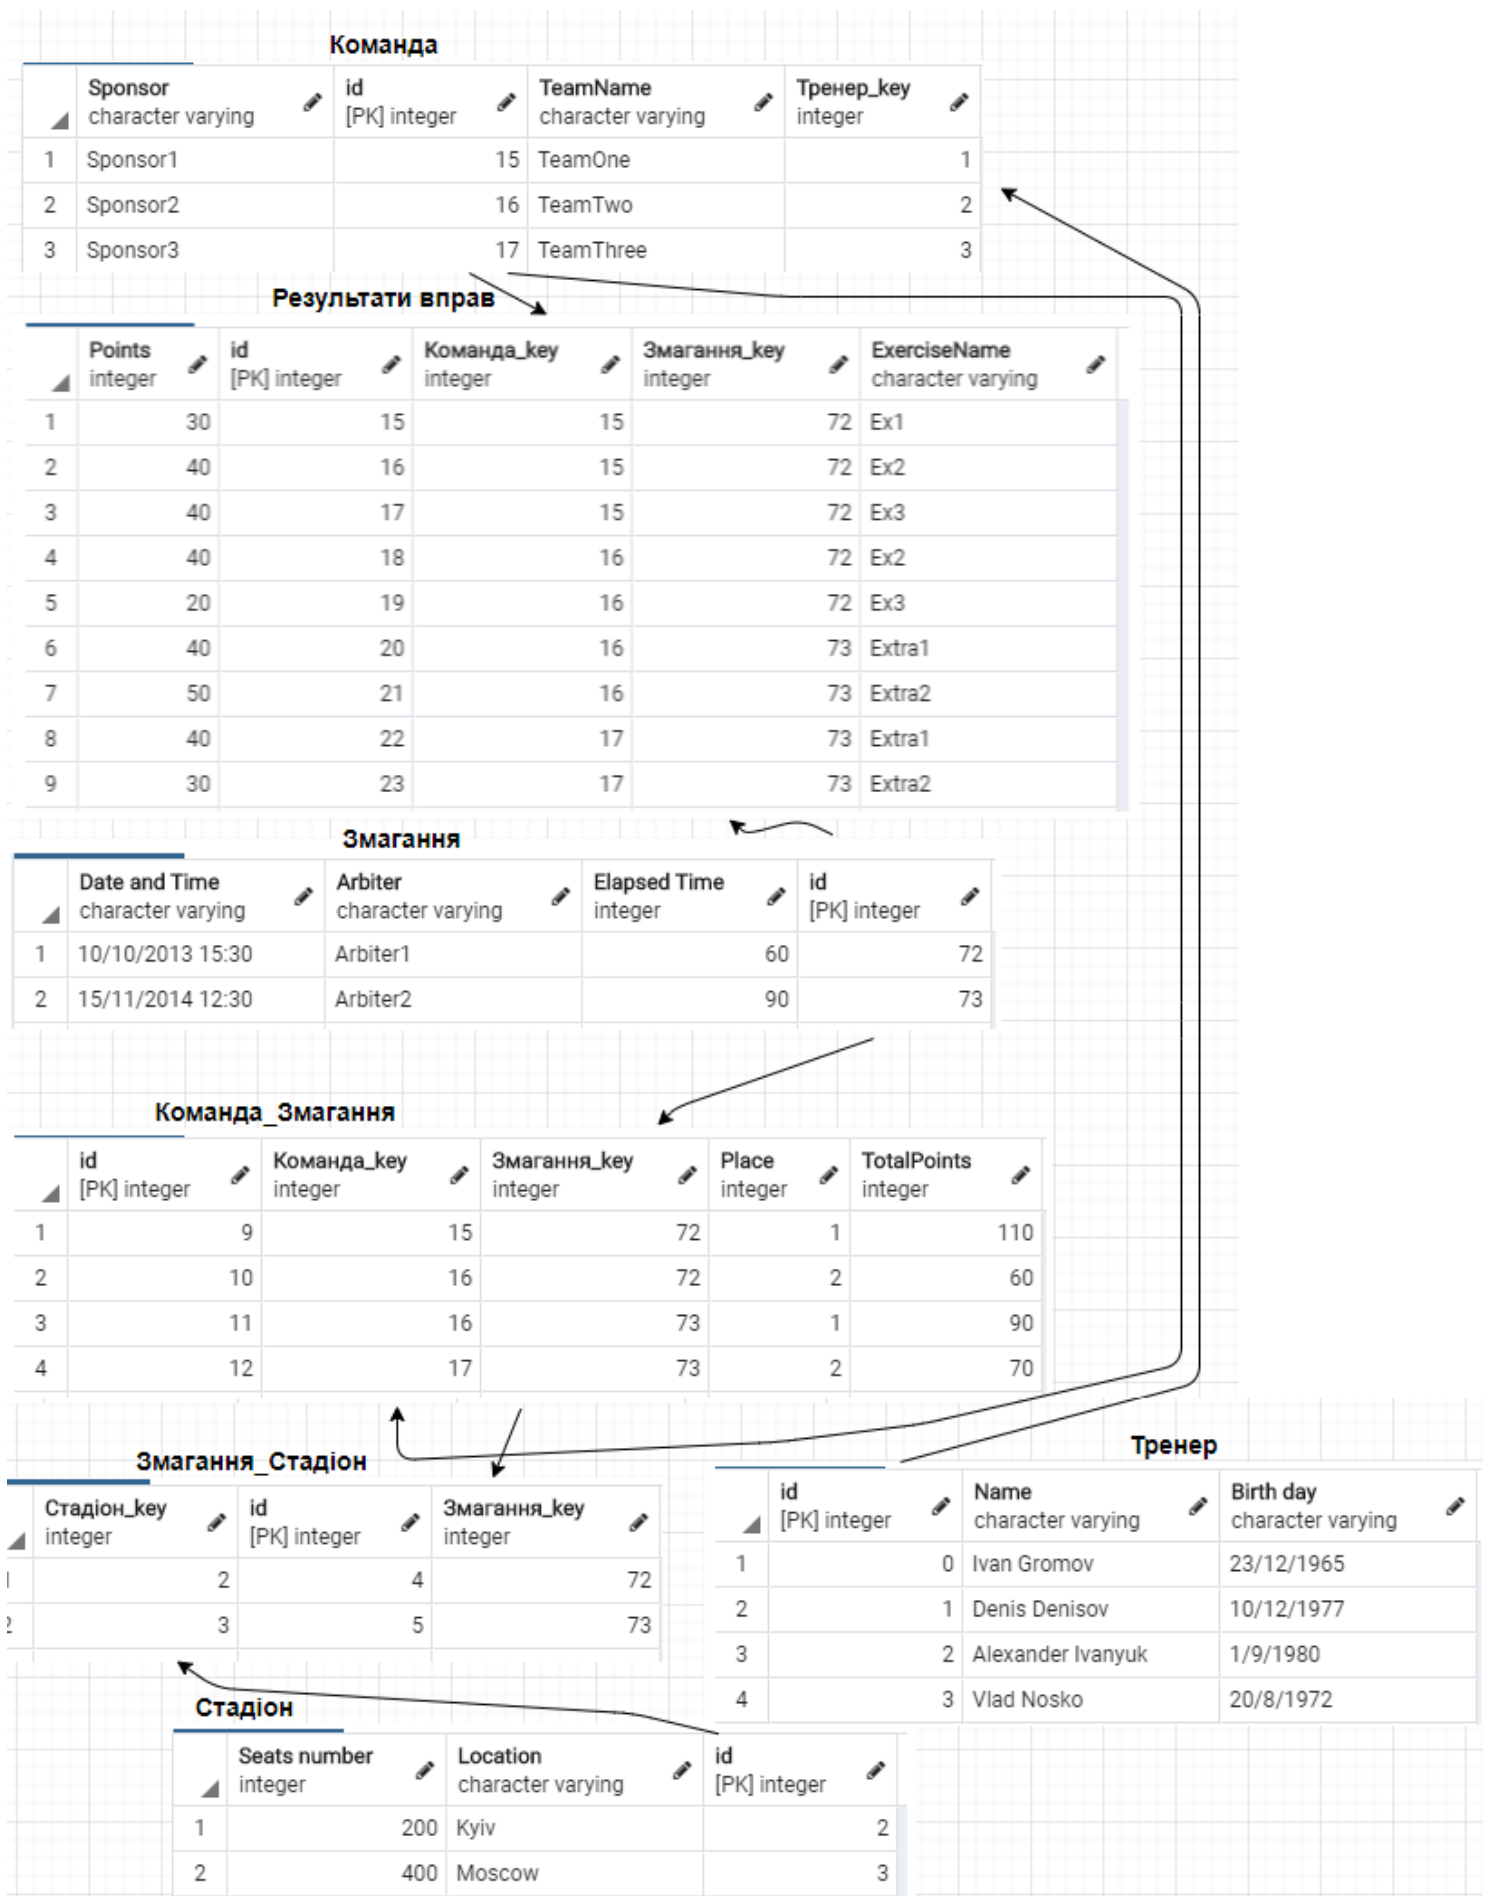 Команда
Sponsor id TeamName Тренер_key
character varying [PK] integer character varying integer
1 Sponsor1 15 TeamOne 1
2 Sponsor2 16 TeamTwo 2
3 Sponsor3 17 TeamThree 3
Результати вправ
Points id Команда_key Змагання_key ExerciseName
integer [PK] integer integer integer character varying
1 30 15 15 72 Ex1
2 40 16 15 72 Ex2
3 40 17 15 72 Ex3
4 40 18 16 72 Ex2
5 20 19 16 72 Ex3
6 40 20 16 73 Extra1
7 50 21 16 73 Extra2
8 40 22 17 73 Extra1
9 30 23 17 73 Extra2
Змагання
Date and Time Arbiter Elapsed Time id
character varying character varying integer [PK] integer
1 10/10/2013 15:30 Arbiter1 60 72
2 15/11/2014 12:30 Arbiter2 90 73
Команда_Змагання
id Команда_key Змагання_key Place TotalPoints
[PK] integer integer integer integer integer
1 9 15 72 1 110
2 10 16 72 2 60
3 11 16 73 1 90
4 12 17 73 2 70
Змагання_Стадіон
Стадіон_key id Змагання_key
integer [PK] integer integer
1 2 4 72
2 3 5 73
Тренер
id Name Birth day
[PK] integer character varying character varying
1 0 Ivan Gromov 23/12/1965
2 1 Denis Denisov 10/12/1977
3 2 Alexander Ivanyuk 1/9/1980
4 3 Vlad Nosko 20/8/1972
Стадіон
Seats number Location id
integer character varying [PK] integer
1 200 Kyiv 2
2 400 Moscow 3